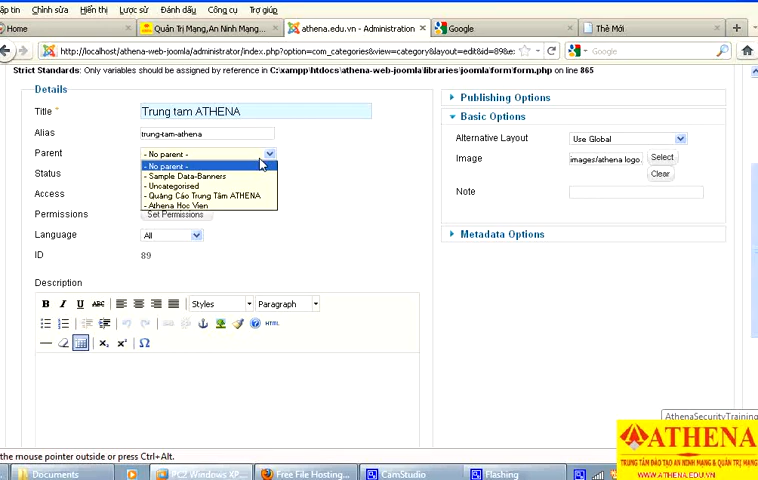 ập tin Chỉnh sửa Hiển thị Lược sử Đánh dấu Công cụ Trợ giúp
Home
Quản Trị Mạng,An Ninh Mạng...
athena.edu.vn - Administration
Google
Thẻ Mới
http://localhost/athena-web-joomla/administrator/index.php?option=com_categories&view=category&layout=edit&id=89&e
Google
Strict Standards: Only variables should be assigned by reference in C:\xampp\htdocs\athena-web-joomla\libraries\joomla\form\form.php on line 865
Details
Title * Trung tam ATHENA
Alias trung-tam-athena
Parent - No parent -
- No parent -
- Sample Data-Banners
- Uncategorised
- Quảng Cáo Trung Tâm ATHENA
- Athena Hoc Vien
Status
Access
Permissions Set Permissions
Language All
ID 89
Description
B I U ABC Styles Paragraph
HTML
Publishing Options
Basic Options
Alternative Layout Use Global
Image images/athena logo. Select
Clear
Note
Metadata Options
AthenaSecurityTraining
ATHENA
TRUNG TÂM ĐÀO TẠO AN NINH MẠNG & QUẢN TRỊ MẠNG
WWW.ATHENA.EDU.VN
the mouse pointer outside or press Ctrl+Alt.
Documents
PC2 Windows XP...
Free File Hosting...
CamStudio
Flashing